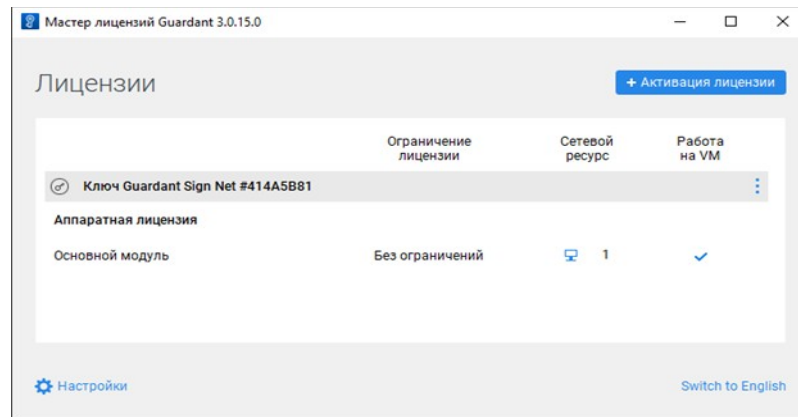 Мастер лицензий Guardant 3.0.15.0
Лицензии
+ Активация лицензии
Ограничение лицензии
Сетевой ресурс
Работа на VM
Ключ Guardant Sign Net #414A5B81
Аппаратная лицензия
Основной модуль Без ограничений 1
Настройки
Switch to English